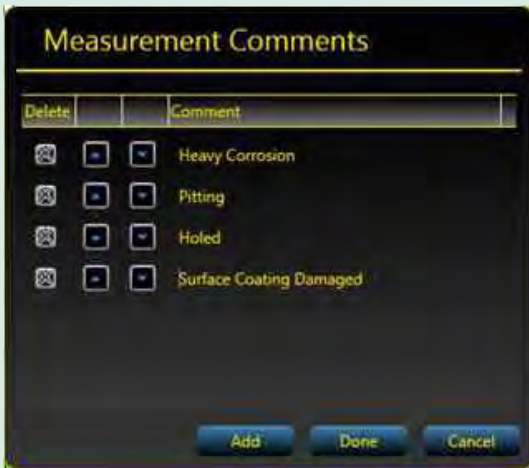 Measurement Comments
Delete Comment
Heavy Corrosion
Pitting
Holed
Surface Coating Damaged
Add Done Cancel